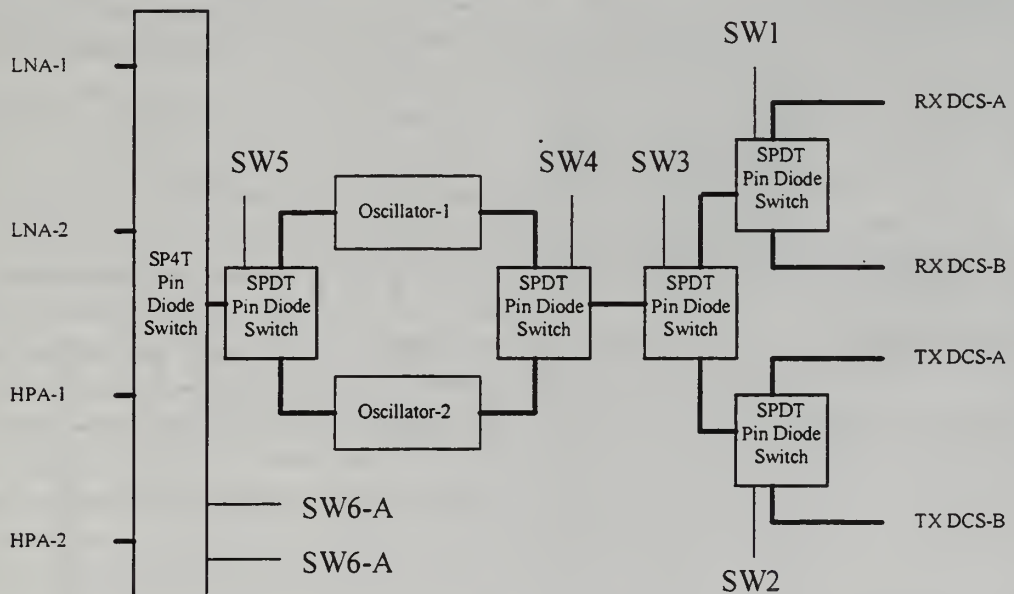 SW1
LNA-1
RX DCS-A
SPDT
Pin Diode
Switch
SW5
SW4
SW3
Oscillator-1
LNA-2
RX DCS-B
SP4T
Pin
Diode
Switch
SPDT
Pin Diode
Switch
SPDT
Pin Diode
Switch
SPDT
Pin Diode
Switch
TX DCS-A
HPA-1
Oscillator-2
SPDT
Pin Diode
Switch
SW6-A
TX DCS-B
HPA-2
SW6-A
SW2